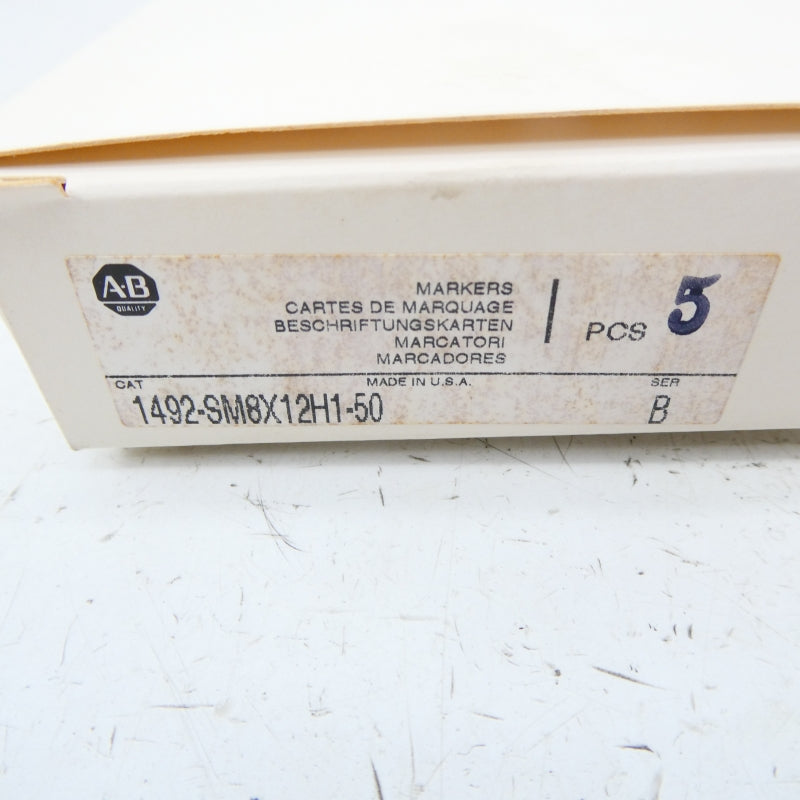 A-B
QUALITY
MARKERS
CARTES DE MARQUAGE
BESCHRIFTUNGSKARTEN
MARCATORI
MARCADORES
PCS 5
MADE IN U.S.A.
CAT
1492-SM8X12H1-50
SER
B